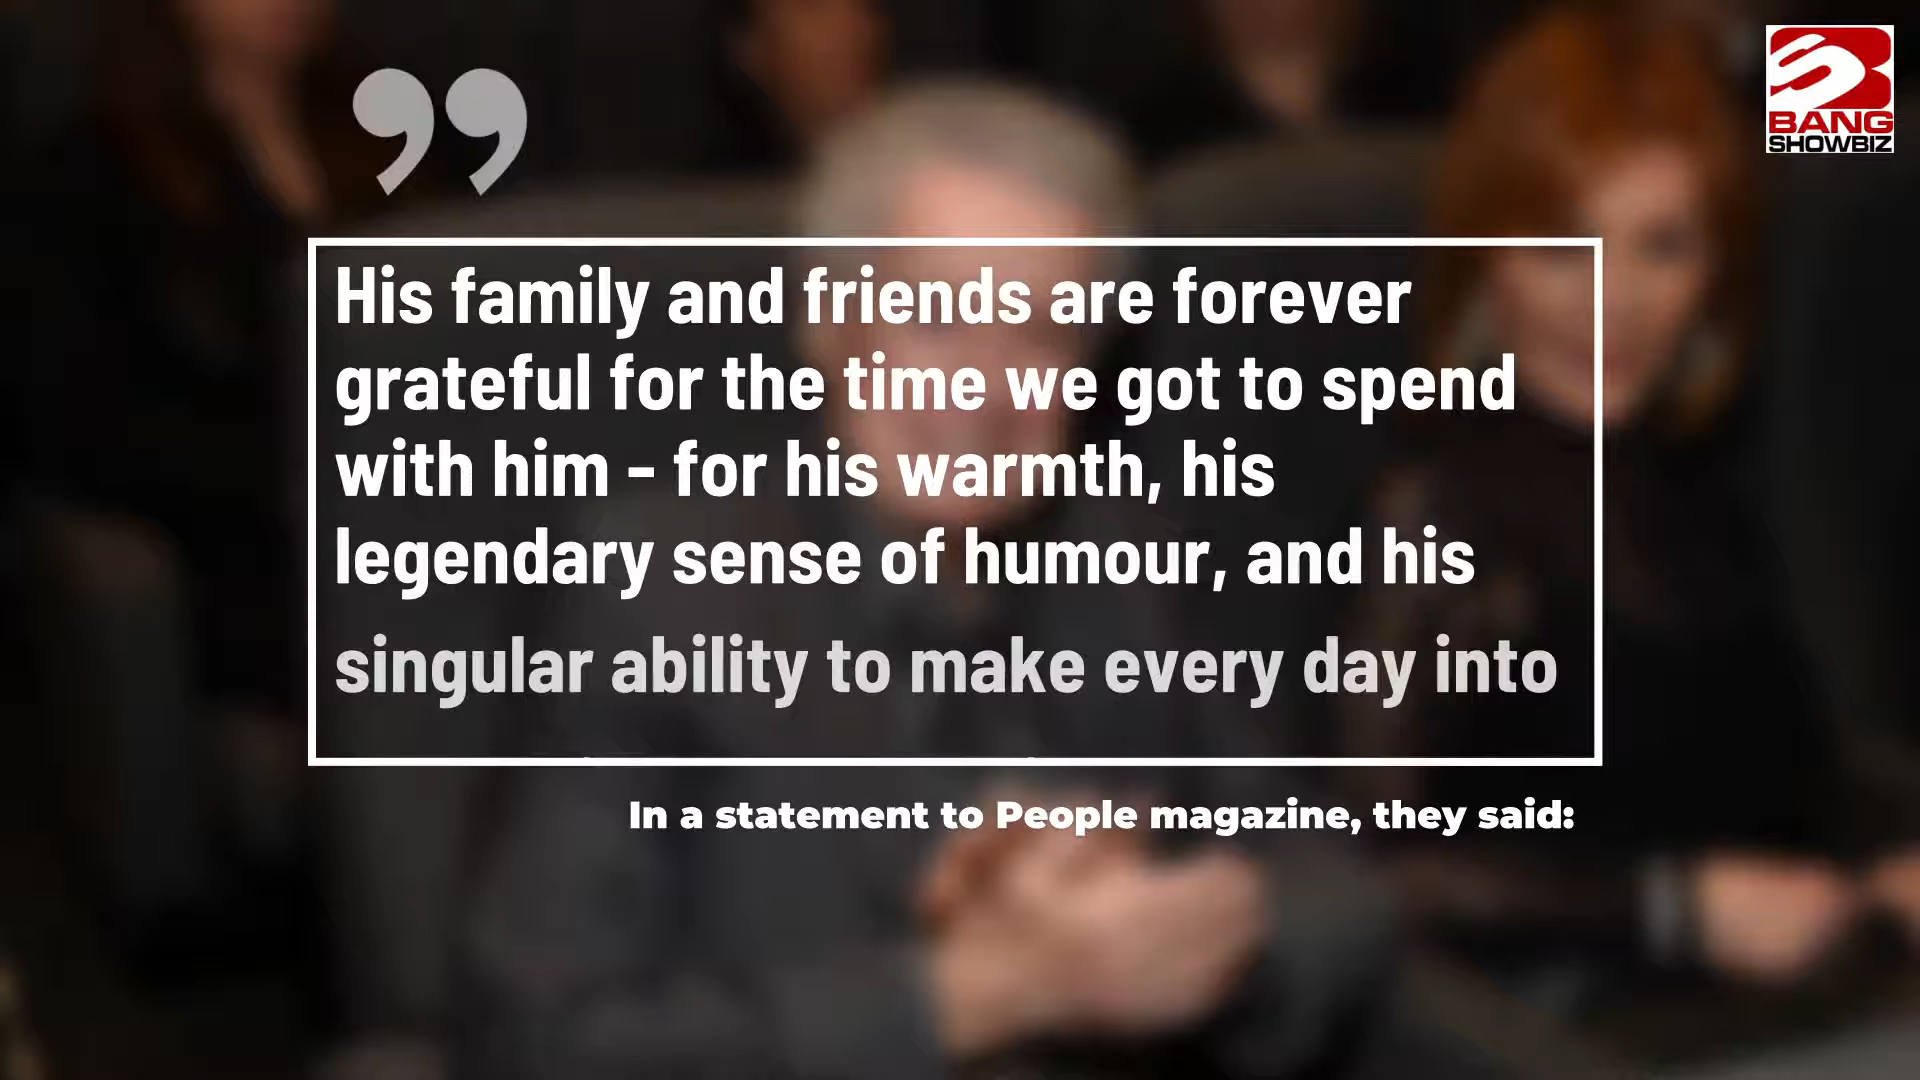 BANG
SHOWBIZ
”
His family and friends are forever
grateful for the time we got to spend
with him - for his warmth, his
legendary sense of humour, and his
singular ability to make every day into
In a statement to People magazine, they said: